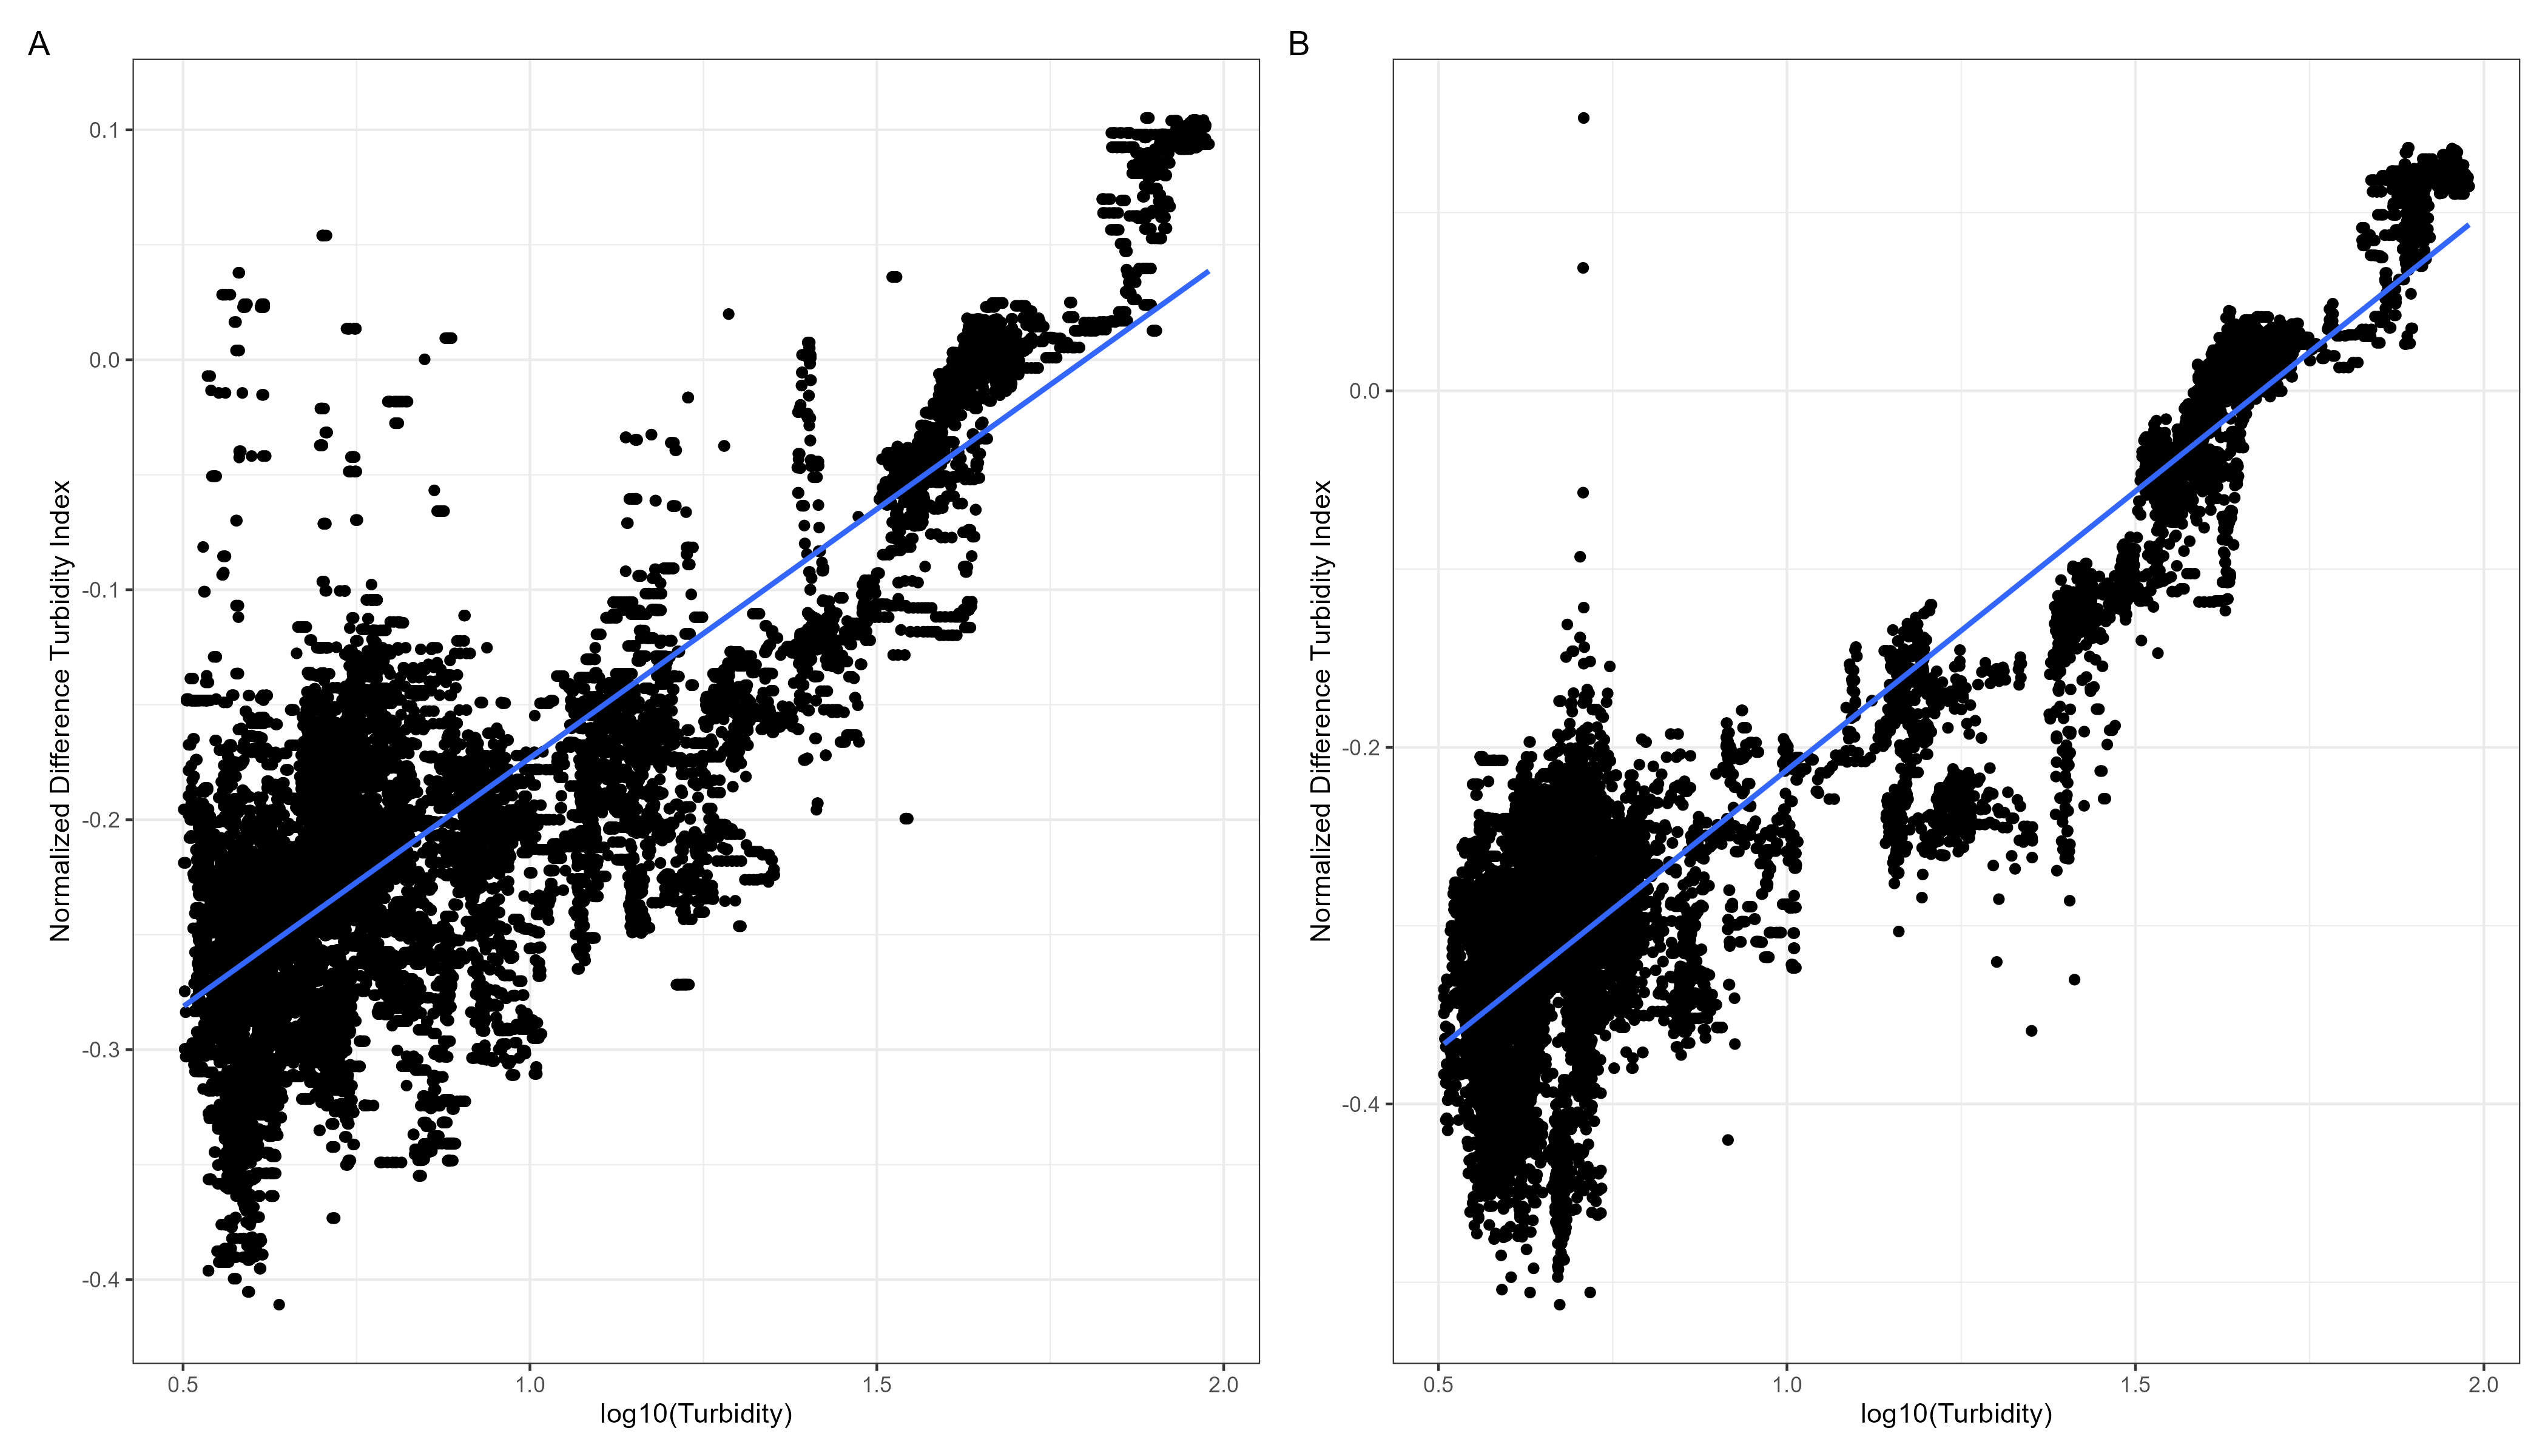 A
0.1
0.0
-0.1
-0.2
-0.3
-0.4
Normalized Difference Turbidity Index
0.5 1.0 1.5 2.0
log10(Turbidity)
B
0.0
-0.2
-0.4
Normalized Difference Turbidity Index
0.5 1.0 1.5 2.0
log10(Turbidity)